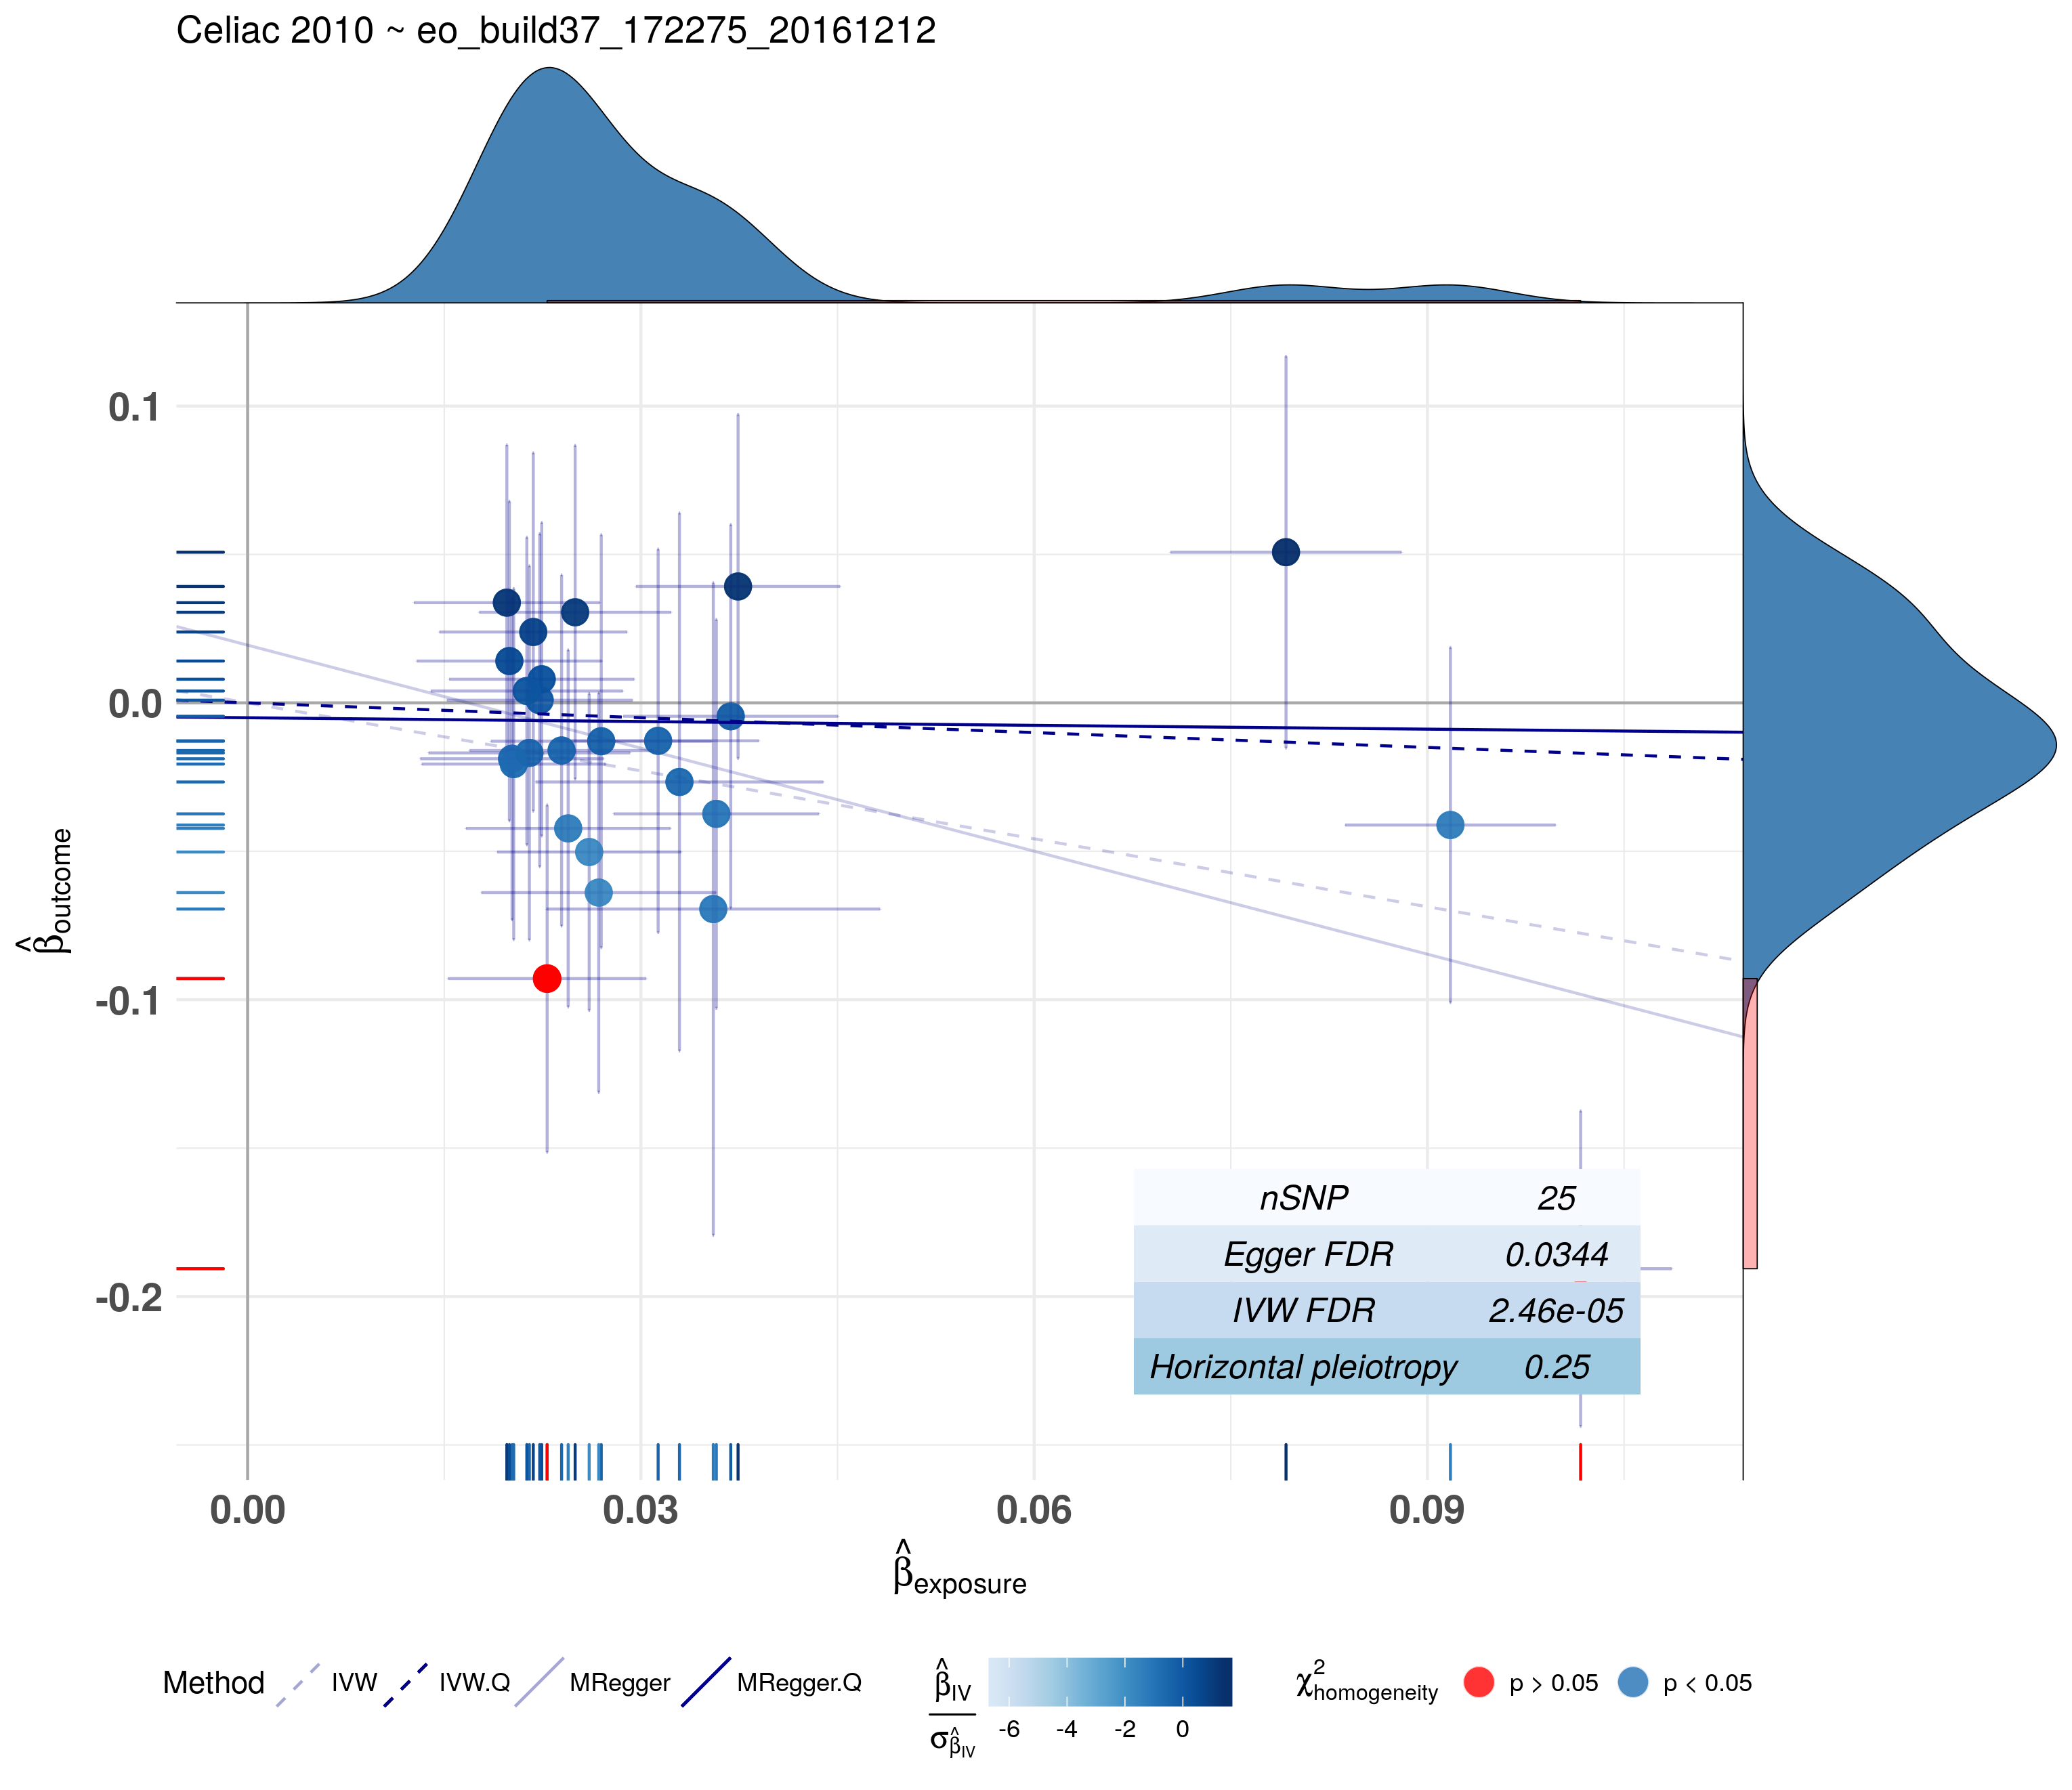 Celiac 2010 ~ eo_build37_172275_20161212
0.1
0.0
-0.1
-0.2
β̂outcome
nSNP 25
Egger FDR 0.0344
IVW FDR 2.46e-05
Horizontal pleiotropy 0.25
0.00 0.03 0.06 0.09
β̂exposure
Method IVW IVW.Q MRegger MRegger.Q
β̂IV
σβ̂IV
-6 -4 -2 0
χ2homogeneity p > 0.05 p < 0.05